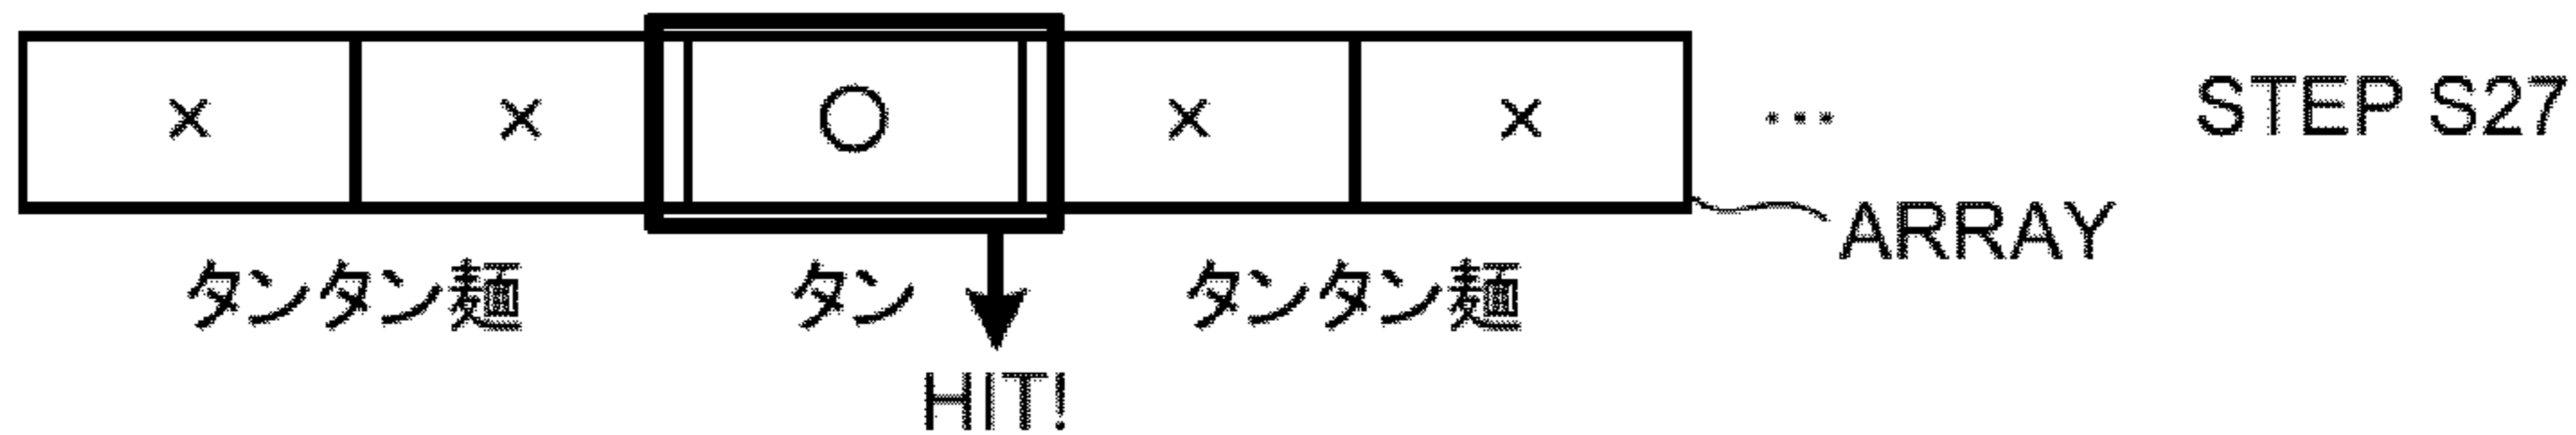 × × ○ × × ... STEP S27
ARRAY
タンタン麺 タン タンタン麺
HIT!